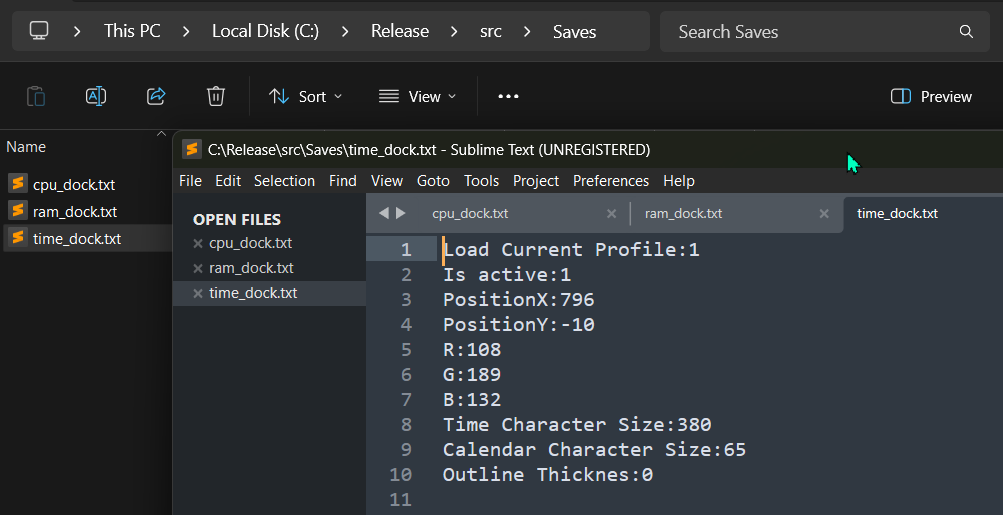 This PC > Local Disk (C:) > Release > src > Saves
Search Saves
Sort
View
Preview
Name
cpu_dock.txt
ram_dock.txt
time_dock.txt
C:\Release\src\Saves\time_dock.txt - Sublime Text (UNREGISTERED)
File Edit Selection Find View Goto Tools Project Preferences Help
OPEN FILES
cpu_dock.txt
ram_dock.txt
time_dock.txt
cpu_dock.txt
ram_dock.txt
time_dock.txt
1 Load Current Profile:1
2 Is active:1
3 PositionX:796
4 PositionY:-10
5 R:108
6 G:189
7 B:132
8 Time Character Size:380
9 Calendar Character Size:65
10 Outline Thicknes:0
11